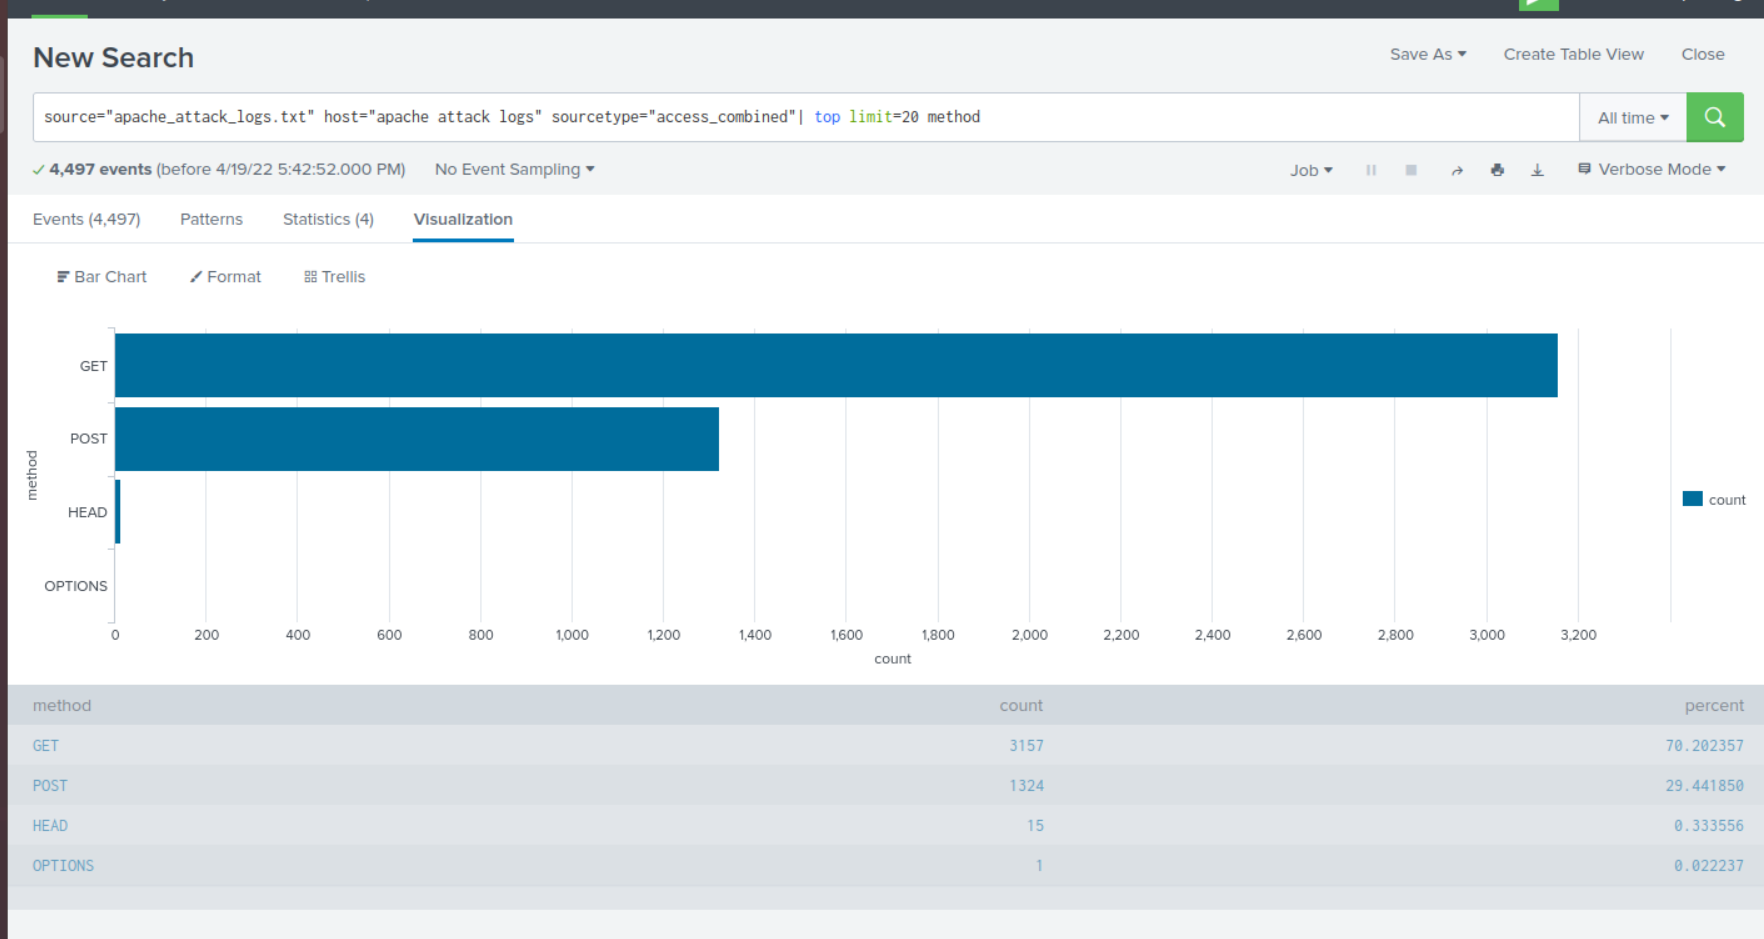 New Search
Save As Create Table View Close
source="apache_attack_logs.txt" host="apache attack logs" sourcetype="access_combined"| top limit=20 method
All time
4,497 events (before 4/19/22 5:42:52.000 PM) No Event Sampling
Job Verbose Mode
Events (4,497) Patterns Statistics (4) Visualization
Bar Chart Format Trellis
GET
POST
HEAD
OPTIONS
method
count
0 200 400 600 800 1,000 1,200 1,400 1,600 1,800 2,000 2,200 2,400 2,600 2,800 3,000 3,200
count
method count percent
GET 3157 70.202357
POST 1324 29.441850
HEAD 15 0.333556
OPTIONS 1 0.022237